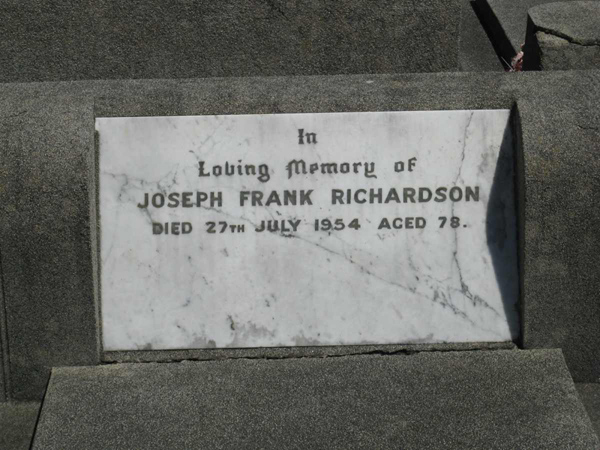 In
Loving Memory of
JOSEPH FRANK RICHARDSON
DIED 27TH JULY 1954 AGED 78.